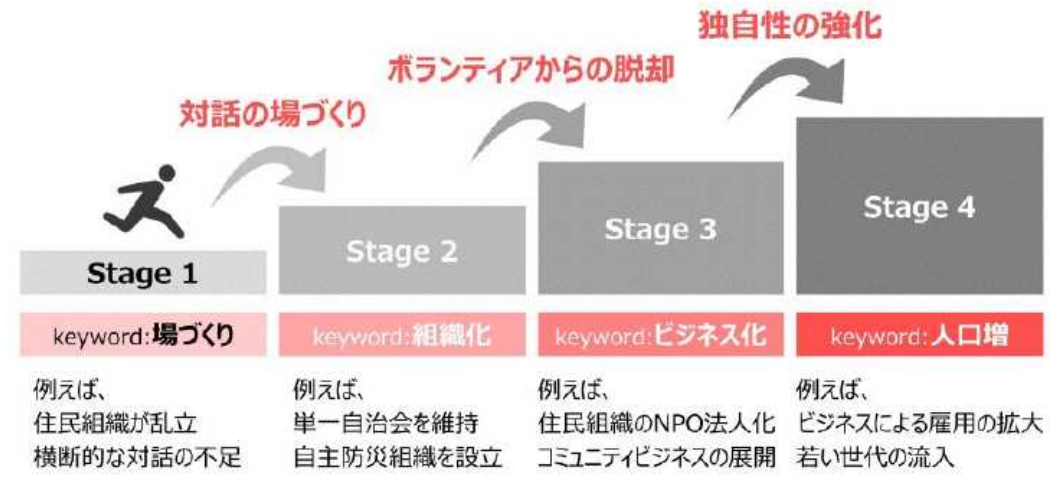 独自性の強化
ボランティアからの脱却
対話の場づくり
Stage 1
Stage 2
Stage 3
Stage 4
keyword:場づくり
keyword:組織化
keyword:ビジネス化
keyword:人口増
例えば、
住民組織が乱立
横断的な対話の不足
例えば、
単一自治会を維持
自主防災組織を設立
例えば、
住民組織のNPO法人化
コミュニティビジネスの展開
例えば、
ビジネスによる雇用の拡大
若い世代の流入